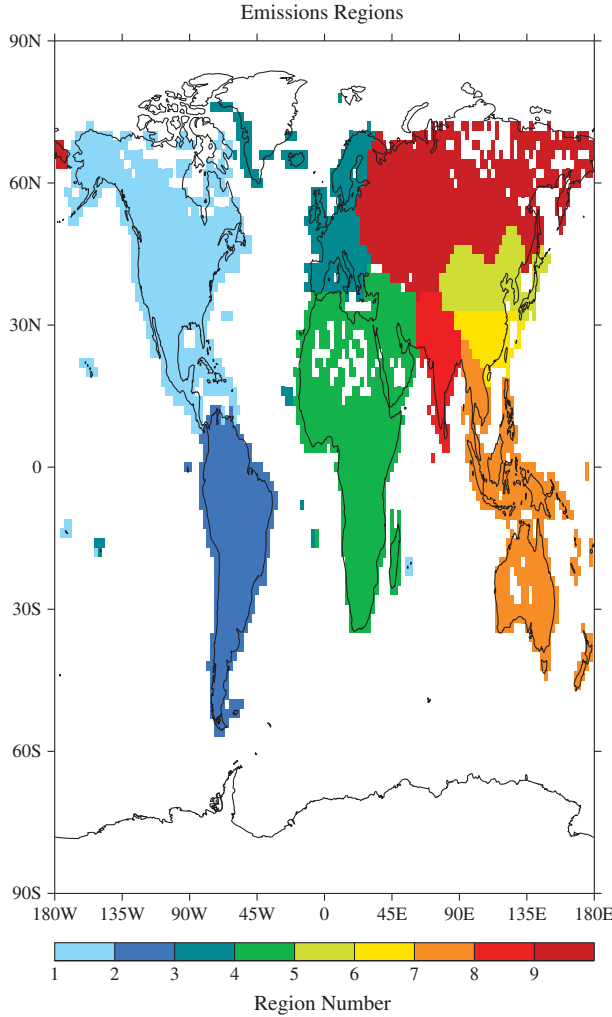 Emissions Regions
90N
60N
30N
0
30S
60S
90S
180W 135W 90W 45W 0 45E 90E 135E 180E
1 2 3 4 5 6 7 8 9
Region Number